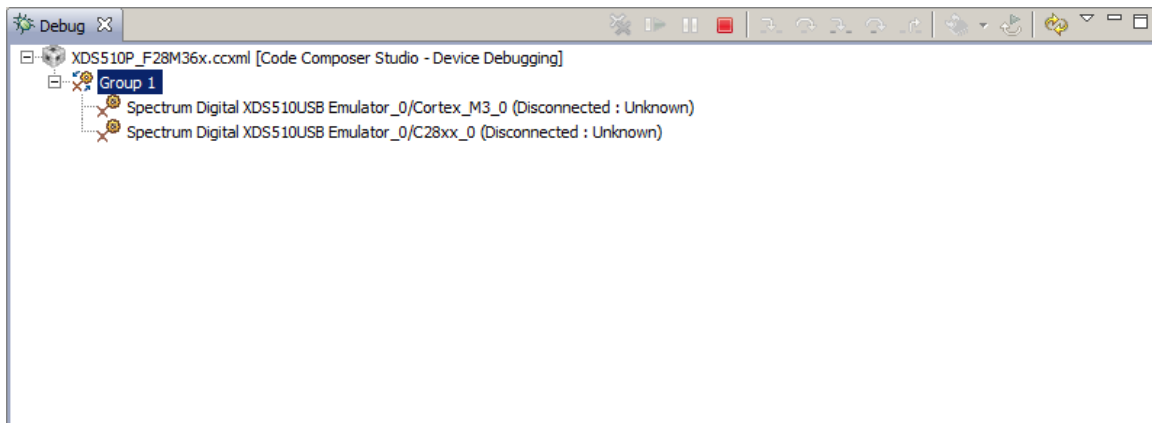 Debug
XDS510P_F28M36x.ccxml [Code Composer Studio - Device Debugging]
Group 1
Spectrum Digital XDS510USB Emulator_0/Cortex_M3_0 (Disconnected : Unknown)
Spectrum Digital XDS510USB Emulator_0/C28xx_0 (Disconnected : Unknown)